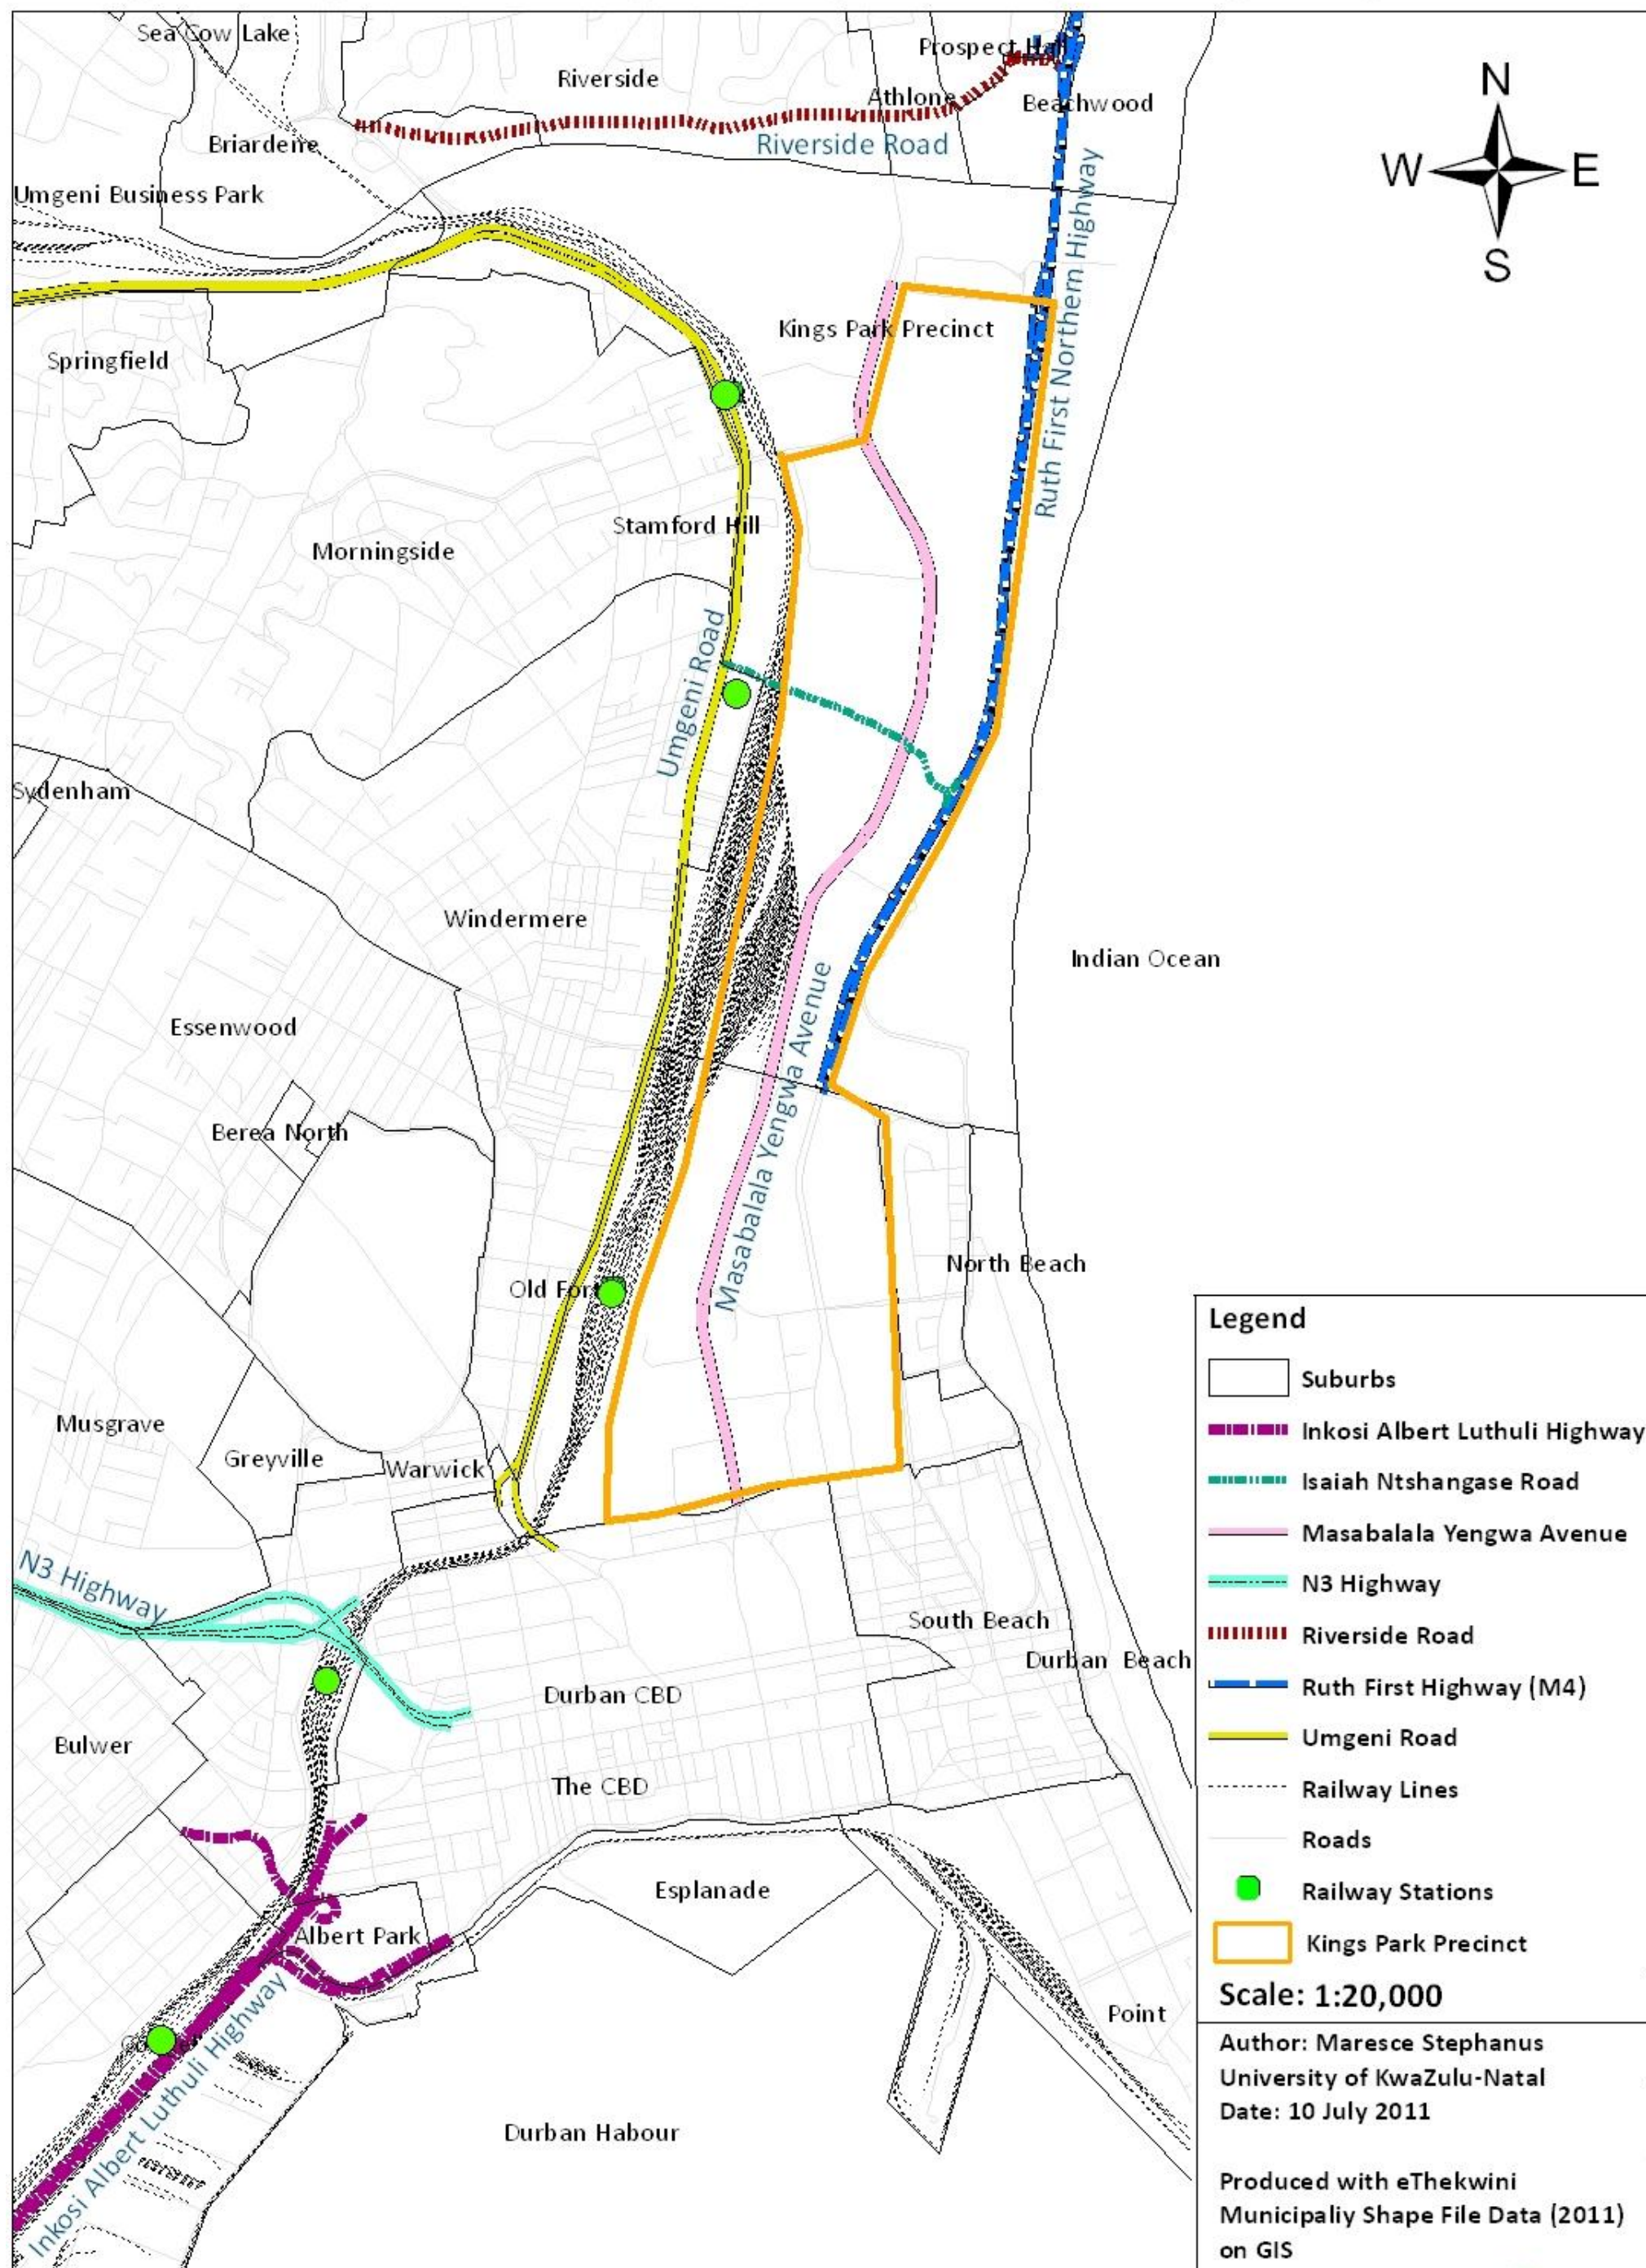 Sea Cow Lake
Prospect Hall
Riverside
Athlone
Beachwood
Briardene
Riverside Road
Umgeni Business Park
N
W
E
S
Ruth First Northern Highway
Kings Park Precinct
Springfield
Stamford Hill
Morningside
Umgeni Road
Sydenham
Windermere
Indian Ocean
Essenwood
Masabalala Yengwa Avenue
Berea North
North Beach
Old Fort
Musgrave
Greyville
Warwick
N3 Highway
South Beach
Durban Beach
Durban CBD
Bulwer
The CBD
Esplanade
Albert Park
Point
Inkosi Albert Luthuli Highway
Durban Habour
Legend
Suburbs
Inkosi Albert Luthuli Highway
Isaiah Ntshangase Road
Masabalala Yengwa Avenue
N3 Highway
Riverside Road
Ruth First Highway (M4)
Umgeni Road
Railway Lines
Roads
Railway Stations
Kings Park Precinct
Scale: 1:20,000
Author: Maresce Stephanus
University of KwaZulu-Natal
Date: 10 July 2011
Produced with eThekwini
Municipaliy Shape File Data (2011)
on GIS